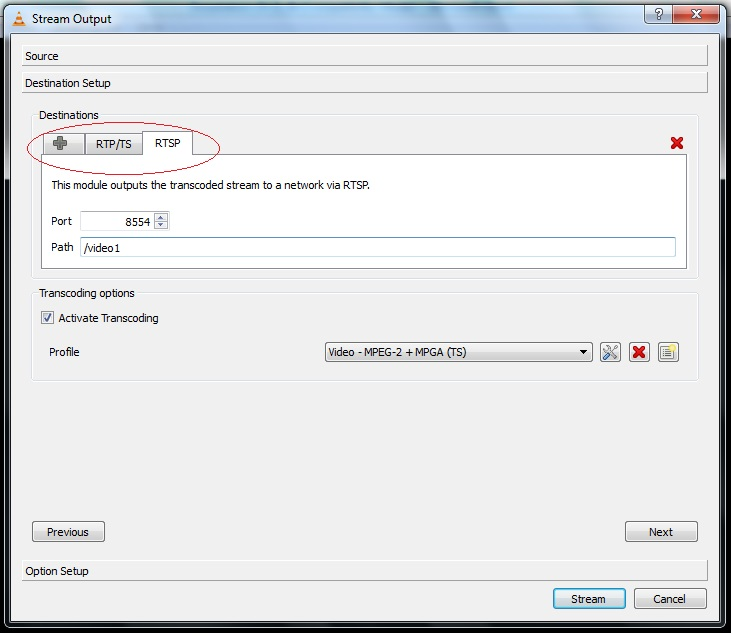 Stream Output
?
Source
Destination Setup
Destinations
RTP/TS
RTSP
This module outputs the transcoded stream to a network via RTSP.
Port 8554
Path /video1
Transcoding options
Activate Transcoding
Profile Video - MPEG-2 + MPGA (TS)
Previous Next
Option Setup
Stream Cancel